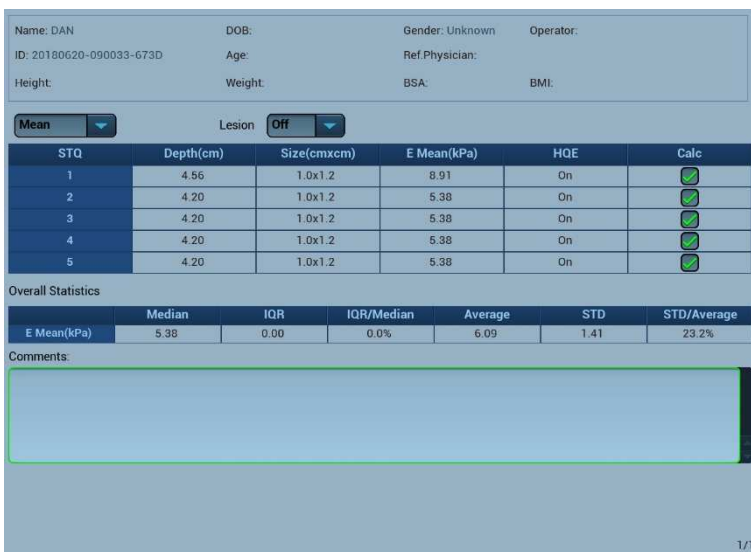 Name: DAN DOB: Gender: Unknown Operator:
ID: 20180620-090033-673D Age: Ref.Physician:
Height: Weight: BSA: BMI:
Mean Lesion Off
STQ Depth(cm) Size(cmxcm) E Mean(kPa) HQE Calc
1 4.56 1.0x1.2 8.91 On
2 4.20 1.0x1.2 5.38 On
3 4.20 1.0x1.2 5.38 On
4 4.20 1.0x1.2 5.38 On
5 4.20 1.0x1.2 5.38 On
Overall Statistics
Median IQR IQR/Median Average STD STD/Average
E Mean(kPa) 5.38 0.00 0.0% 6.09 1.41 23.2%
Comments:
1/1